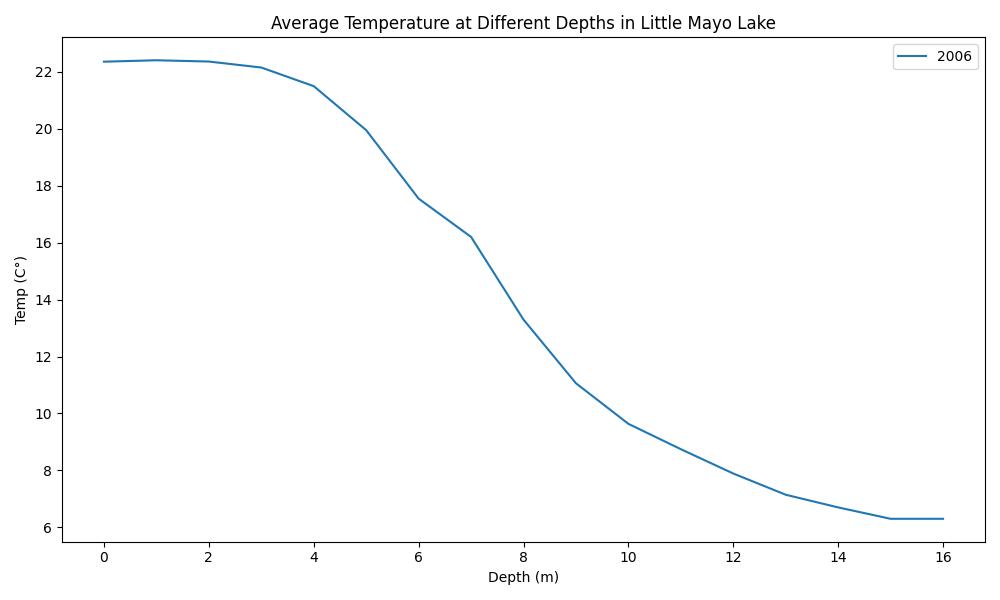 Average Temperature at Different Depths in Little Mayo Lake
2006
22
20
18
16
14
12
10
8
6
Temp (C°)
0 2 4 6 8 10 12 14 16
Depth (m)